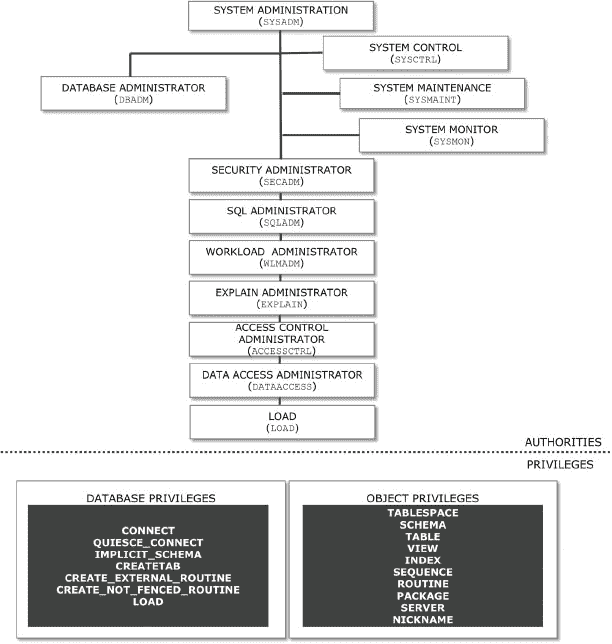 SYSTEM ADMINISTRATION
(SYSADM)
SYSTEM CONTROL
(SYSCTRL)
DATABASE ADMINISTRATOR
(DBADM)
SYSTEM MAINTENANCE
(SYSMAINT)
SYSTEM MONITOR
(SYSMON)
SECURITY ADMINISTRATOR
(SECADM)
SQL ADMINISTRATOR
(SQLADM)
WORKLOAD ADMINISTRATOR
(WLMADM)
EXPLAIN ADMINISTRATOR
(EXPLAIN)
ACCESS CONTROL
ADMINISTRATOR
(ACCESSCTRL)
DATA ACCESS ADMINISTRATOR
(DATAACCESS)
LOAD
(LOAD)
AUTHORITIES
PRIVILEGES
DATABASE PRIVILEGES
CONNECT
QUIESCE_CONNECT
IMPLICIT_SCHEMA
CREATETAB
CREATE_EXTERNAL_ROUTINE
CREATE_NOT_FENCED_ROUTINE
LOAD
OBJECT PRIVILEGES
TABLESPACE
SCHEMA
TABLE
VIEW
INDEX
SEQUENCE
ROUTINE
PACKAGE
SERVER
NICKNAME